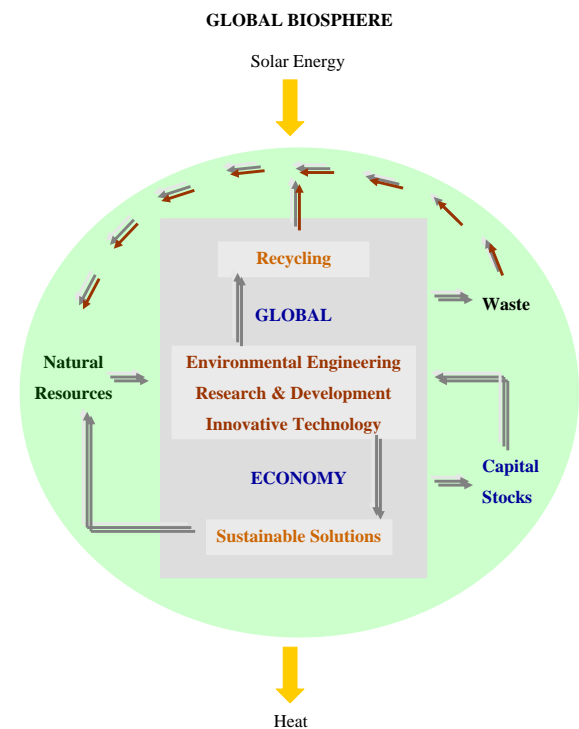 GLOBAL BIOSPHERE
Solar Energy
Recycling
Waste
GLOBAL
Natural
Resources
Environmental Engineering
Research & Development
Innovative Technology
ECONOMY
Capital
Stocks
Sustainable Solutions
Heat